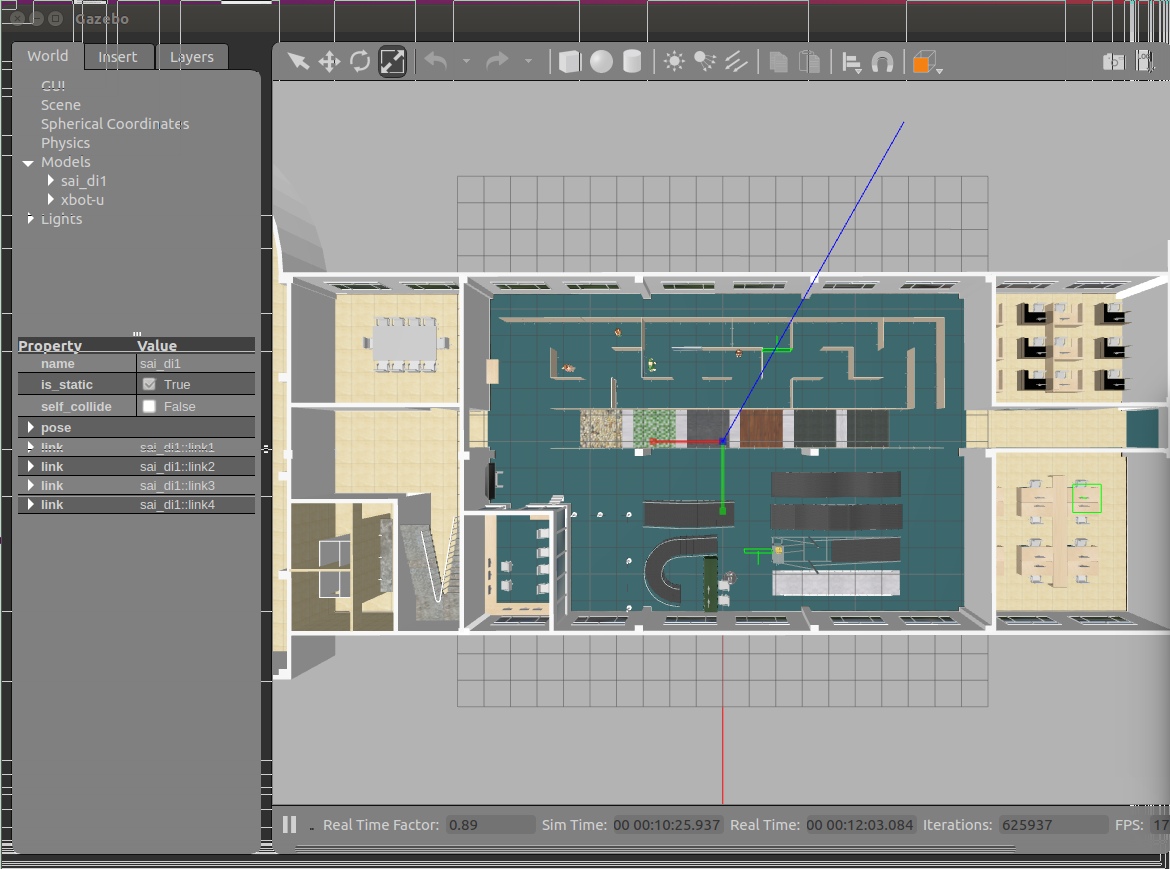 Gazebo
World Insert Layers
GUI
Scene
Spherical Coordinates
Physics
Models
sai_di1
xbot-u
Lights
Property Value
name sai_di1
is_static True
self_collide False
pose
link sai_di1::link1
link sai_di1::link2
link sai_di1::link3
link sai_di1::link4
Real Time Factor: 0.89 Sim Time: 00 00:10:25.937 Real Time: 00 00:12:03.084 Iterations: 625937 FPS: 17